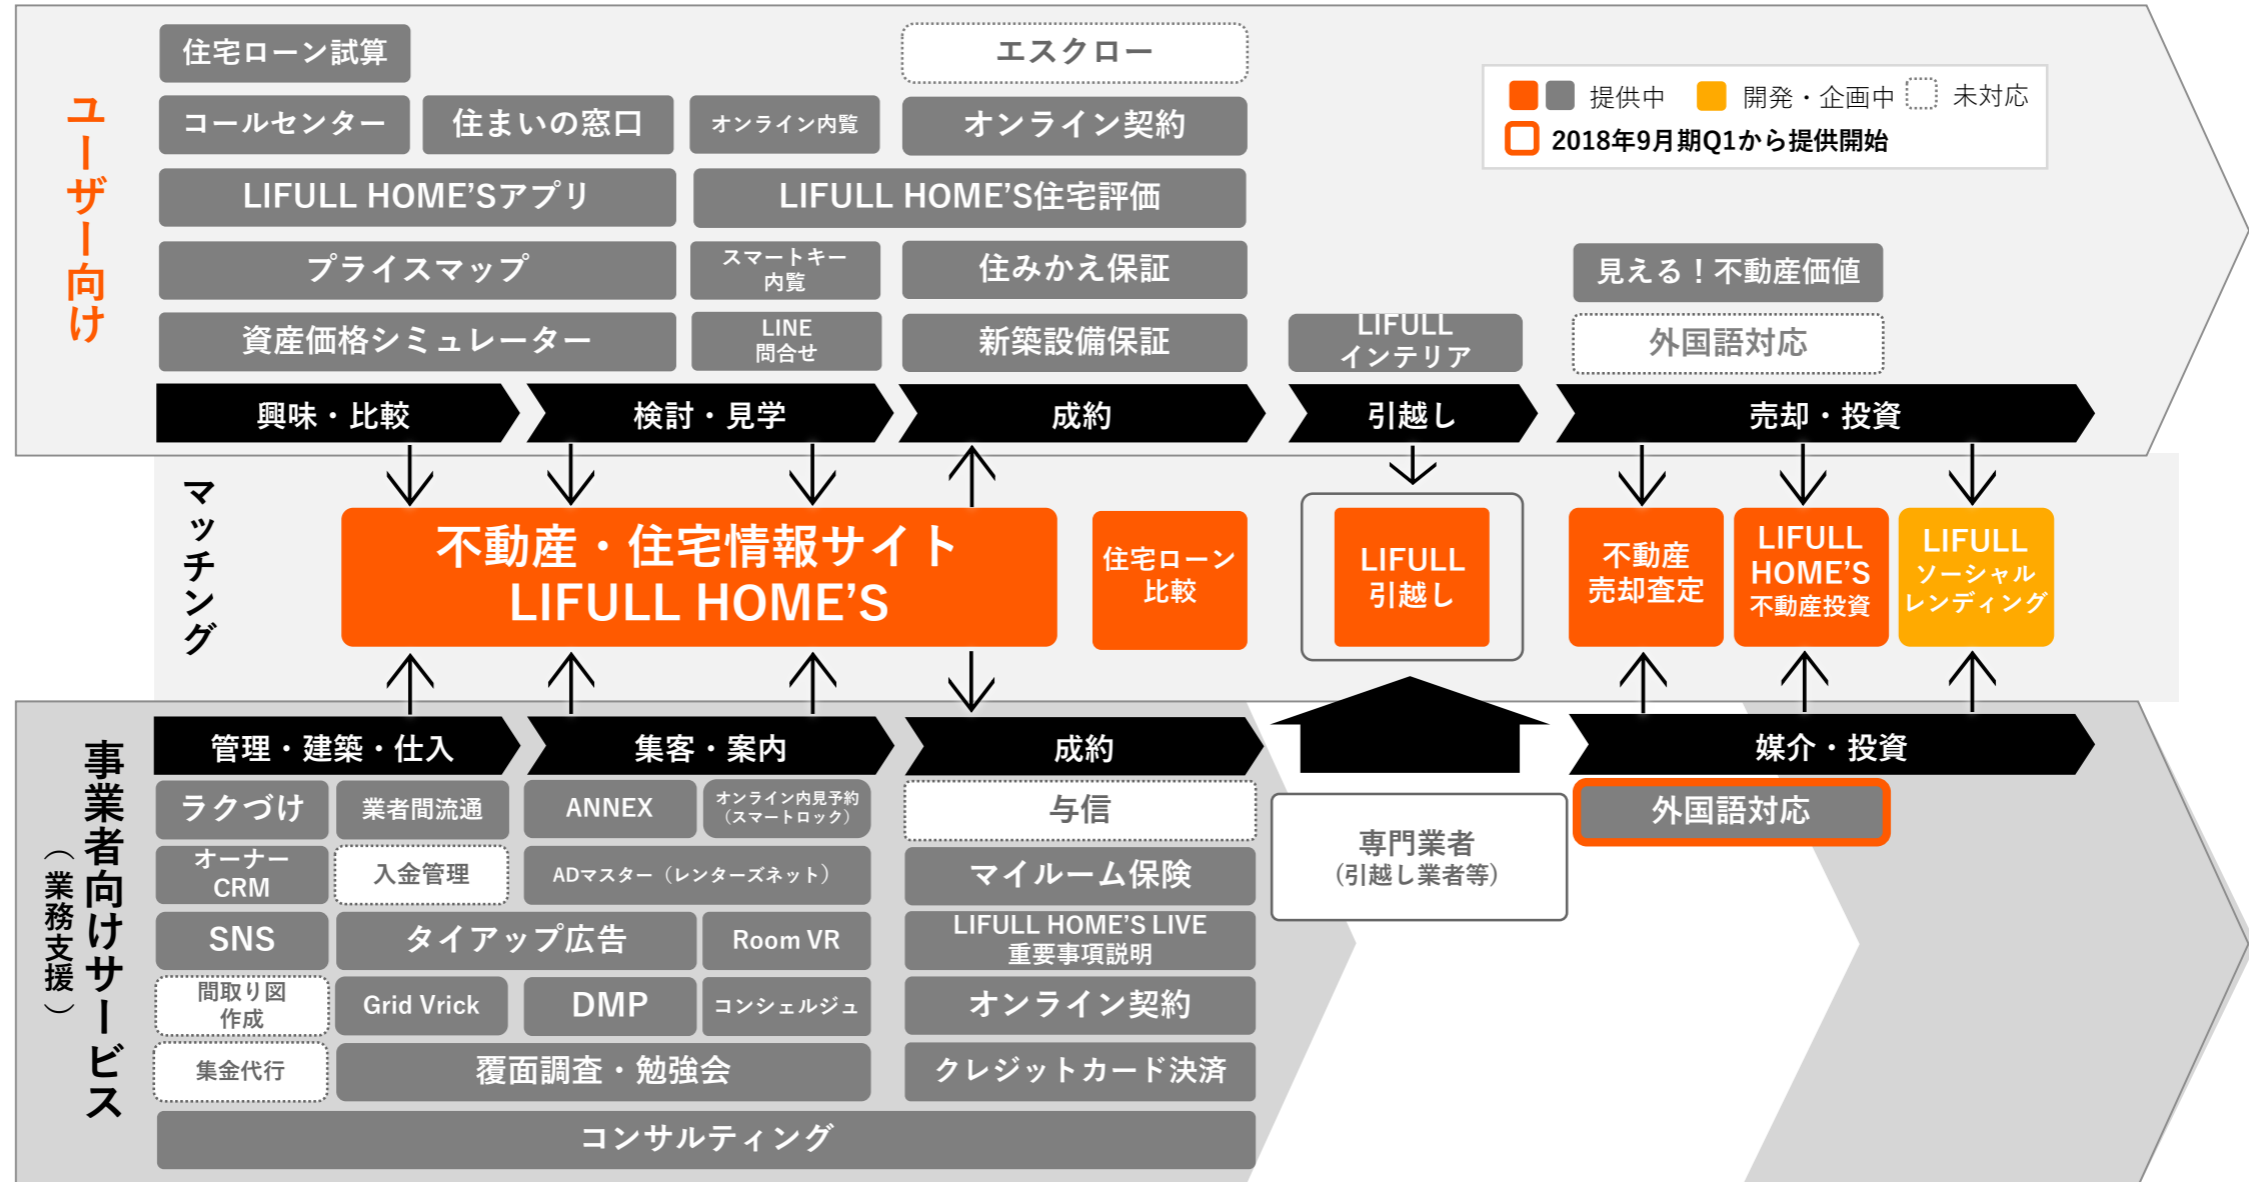 ユーザー向け
住宅ローン試算
エスクロー
提供中
開発・企画中
未対応
2018年9月期Q1から提供開始
コールセンター
住まいの窓口
オンライン内覧
オンライン契約
LIFULL HOME’Sアプリ
LIFULL HOME’S住宅評価
プライスマップ
スマートキー
内覧
住みかえ保証
見える！不動産価値
資産価格シミュレーター
LINE
問合せ
新築設備保証
LIFULL
インテリア
外国語対応
興味・比較
検討・見学
成約
引越し
売却・投資
マッチング
不動産・住宅情報サイト
LIFULL HOME’S
住宅ローン
比較
LIFULL
引越し
不動産
売却査定
LIFULL
HOME’S
不動産投資
LIFULL
ソーシャル
レンディング
事業者向けサービス
（業務支援）
管理・建築・仕入
集客・案内
成約
媒介・投資
ラクづけ
業者間流通
ANNEX
オンライン内見予約
（スマートロック）
与信
専門業者
（引越し業者等）
外国語対応
オーナー
CRM
入金管理
ADマスター（レンターズネット）
マイルーム保険
SNS
タイアップ広告
Room VR
LIFULL HOME’S LIVE
重要事項説明
間取り図
作成
Grid Vrick
DMP
コンシェルジュ
オンライン契約
集金代行
覆面調査・勉強会
クレジットカード決済
コンサルティング